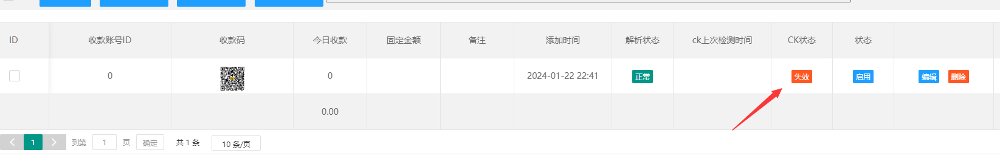 ID 收款账号ID 收款码 今日收款 固定金额 备注 添加时间 解析状态 ck上次检测时间 CK状态 状态
0 0 2024-01-22 22:41 正常 失效 启用 编辑 删除
0.00
1 到第 1 页 确定 共 1 条 10 条/页